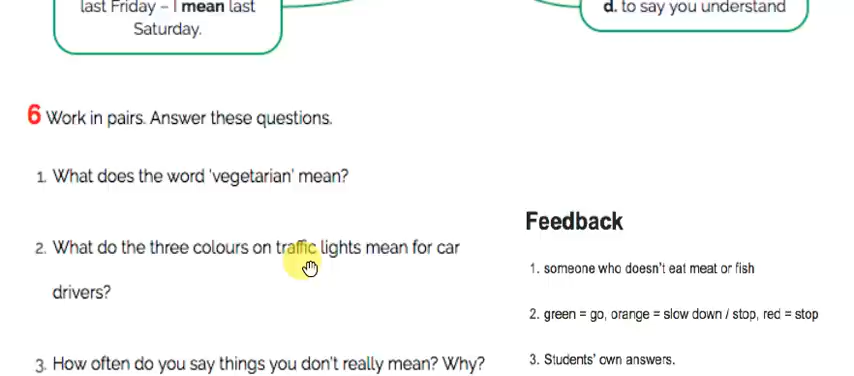 last Friday – I mean last
Saturday.
d. to say you understand
6 Work in pairs. Answer these questions.
1. What does the word 'vegetarian' mean?
2. What do the three colours on traffic lights mean for car
drivers?
3. How often do you say things you don't really mean? Why?
Feedback
1. someone who doesn't eat meat or fish
2. green = go, orange = slow down / stop, red = stop
3. Students' own answers.